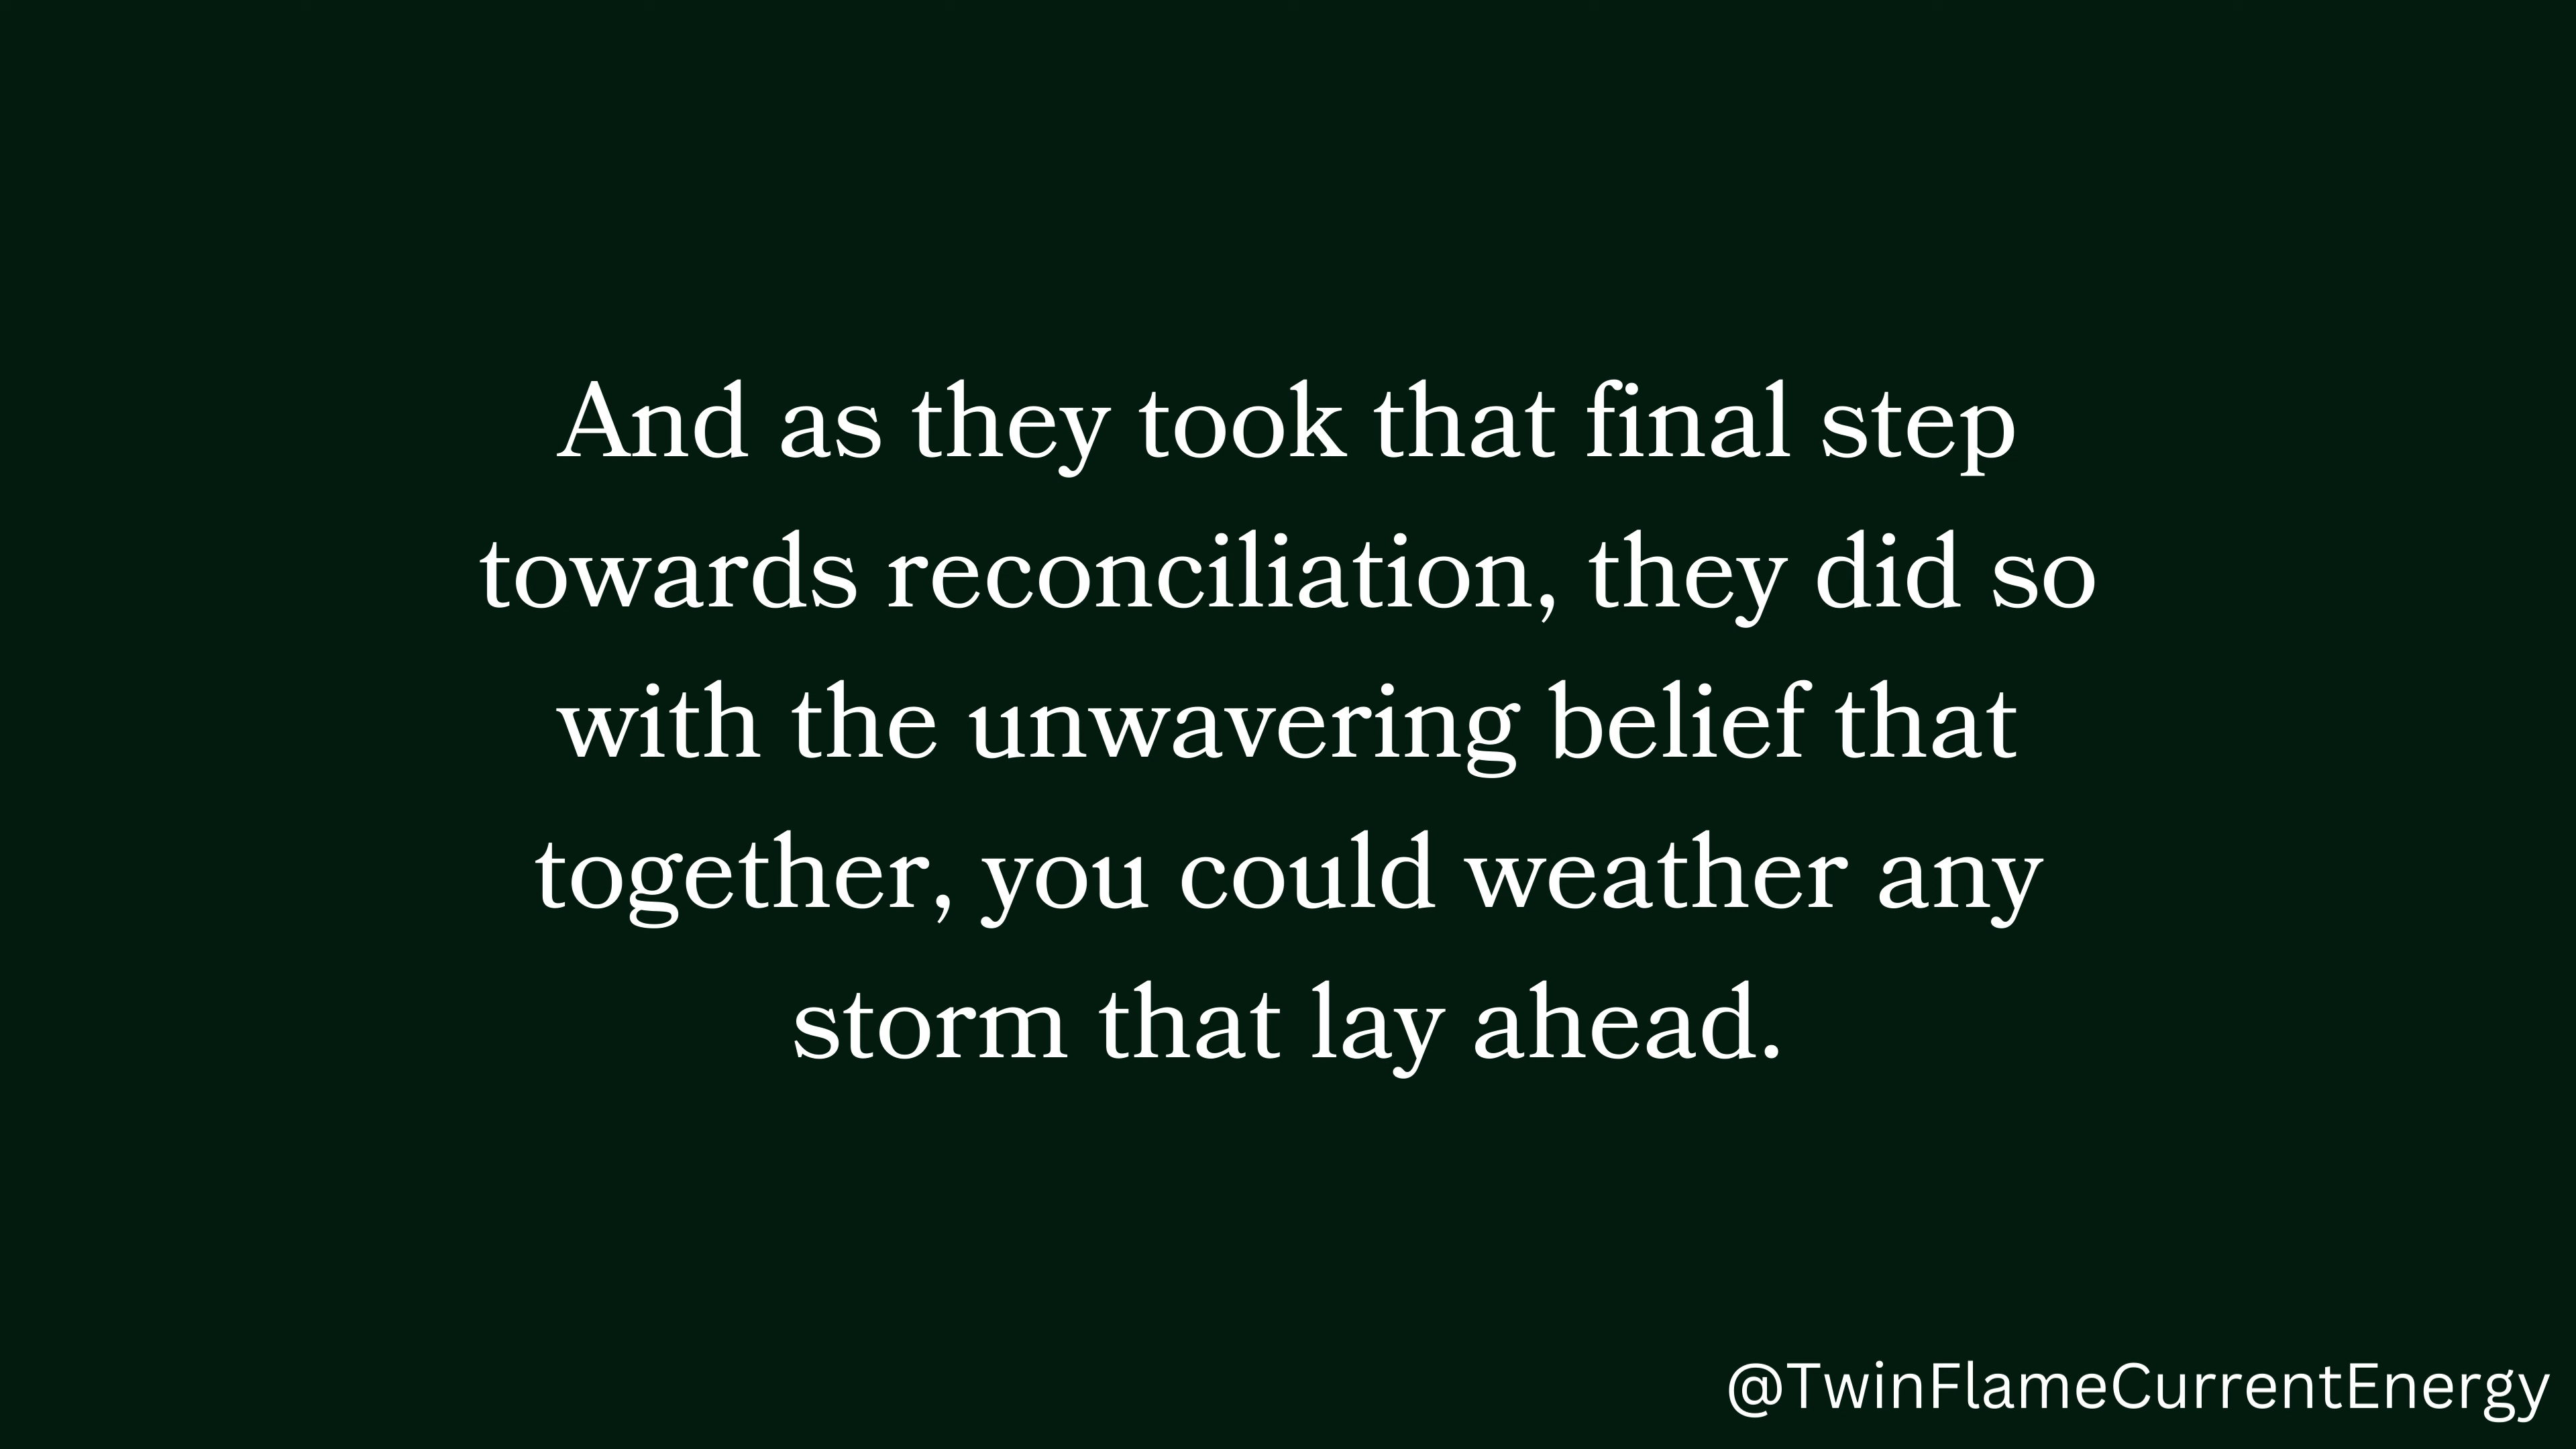 And as they took that final step
towards reconciliation, they did so
with the unwavering belief that
together, you could weather any
storm that lay ahead.
@TwinFlameCurrentEnergy